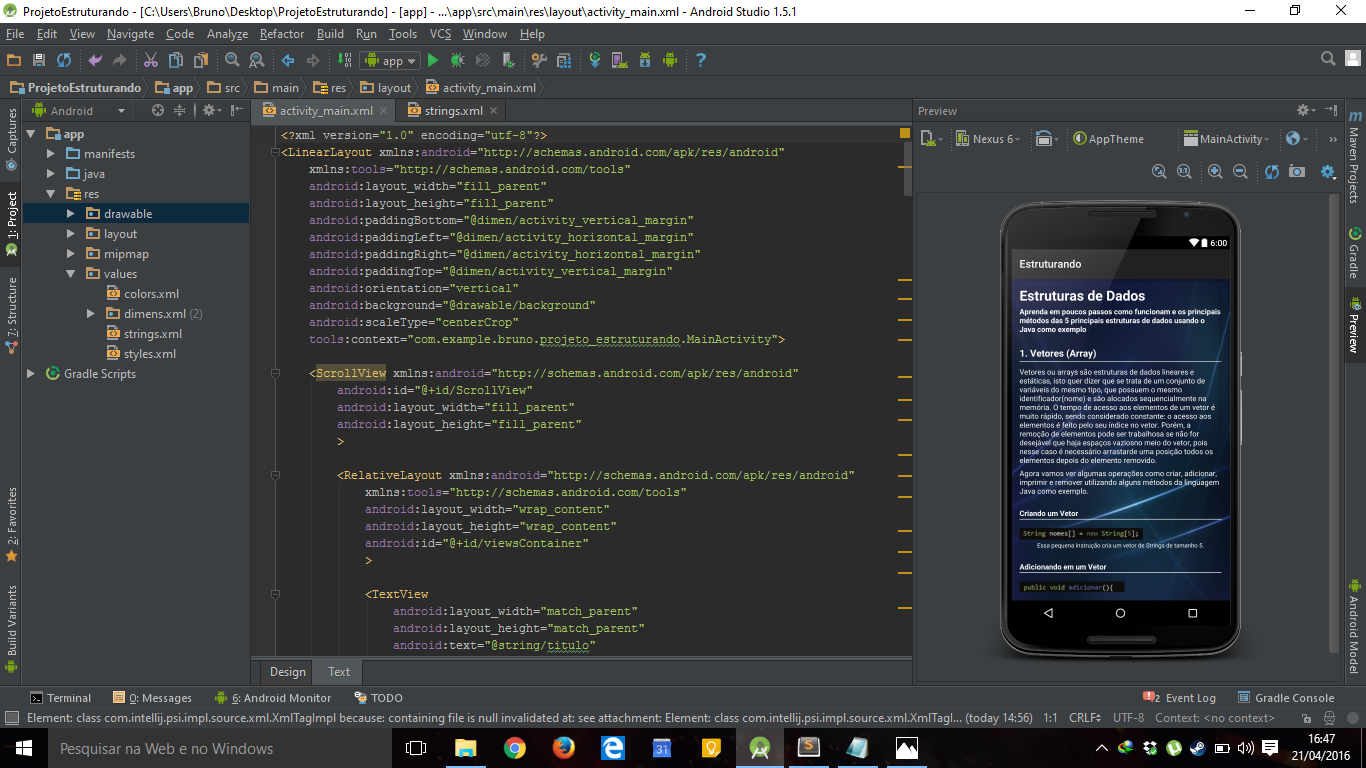 ProjetoEstruturando - [C:\Users\Bruno\Desktop\ProjetoEstruturando] - [app] - ...\app\src\main\res\layout\activity_main.xml - Android Studio 1.5.1
File Edit View Navigate Code Analyze Refactor Build Run Tools VCS Window Help
app
ProjetoEstruturando app src main res layout activity_main.xml
Captures
1: Project
7: Structure
2: Favorites
Build Variants
Android
app
manifests
java
res
drawable
layout
mipmap
values
colors.xml
dimens.xml (2)
strings.xml
styles.xml
Gradle Scripts
activity_main.xml strings.xml
<?xml version="1.0" encoding="utf-8"?>
<LinearLayout xmlns:android="http://schemas.android.com/apk/res/android"
xmlns:tools="http://schemas.android.com/tools"
android:layout_width="fill_parent"
android:layout_height="fill_parent"
android:paddingBottom="@dimen/activity_vertical_margin"
android:paddingLeft="@dimen/activity_horizontal_margin"
android:paddingRight="@dimen/activity_horizontal_margin"
android:paddingTop="@dimen/activity_vertical_margin"
android:orientation="vertical"
android:background="@drawable/background"
android:scaleType="centerCrop"
tools:context="com.example.bruno.projeto_estruturando.MainActivity">
<ScrollView xmlns:android="http://schemas.android.com/apk/res/android"
android:id="@+id/ScrollView"
android:layout_width="fill_parent"
android:layout_height="fill_parent"
>
<RelativeLayout xmlns:android="http://schemas.android.com/apk/res/android"
xmlns:tools="http://schemas.android.com/tools"
android:layout_width="wrap_content"
android:layout_height="wrap_content"
android:id="@+id/viewsContainer"
>
<TextView
android:layout_width="match_parent"
android:layout_height="match_parent"
android:text="@string/titulo"
Design Text
Preview
Nexus 6 AppTheme MainActivity
6:00
Estruturando
Estruturas de Dados
Aprenda em poucos passos como funcionam e os principais
métodos das 5 principais estruturas de dados usando o
Java como exemplo
1. Vetores (Array)
Vetores ou arrays são estruturas de dados lineares e
estáticas, isto quer dizer que se trata de um conjunto de
variáveis do mesmo tipo, que possuem o mesmo
identificador(nome) e são alocados sequencialmente na
memória. O tempo de acesso aos elementos de um vetor é
muito rápido, sendo considerado constante: o acesso aos
elementos é feito pelo seu índice no vetor. Porém, a
remoção de elementos pode ser trabalhosa se não for
desejável que haja espaços vaziosno meio do vetor, pois
nesse caso é necessário arrastarde uma posição todos os
elementos depois do elemento removido.
Agora vamos ver algumas operações como criar, adicionar,
imprimir e remover utilizando alguns métodos da linguagem
Java como exemplo.
Criando um Vetor
String nomes[] = new String[5];
Essa pequena instrução cria um vetor de Strings de tamanho 5.
Adicionando em um Vetor
public void adicionar(){
Maven Projects
Gradle
Preview
Android Model
Terminal 0: Messages 6: Android Monitor TODO 2 Event Log Gradle Console
Element: class com.intellij.psi.impl.source.xml.XmlTagImpl because: containing file is null invalidated at: see attachment: Element: class com.intellij.psi.impl.source.xml.XmlTagI... (today 14:56) 1:1 CRLF UTF-8 Context: <no context>
Pesquisar na Web e no Windows
31
16:47
21/04/2016